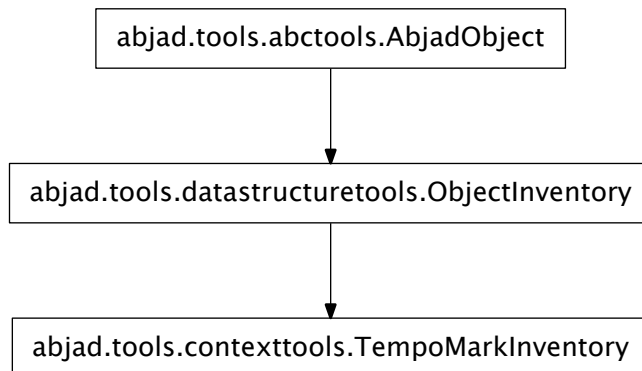 abjad.tools.abctools.AbjadObject
abjad.tools.datastructuretools.ObjectInventory
abjad.tools.contexttools.TempoMarkInventory